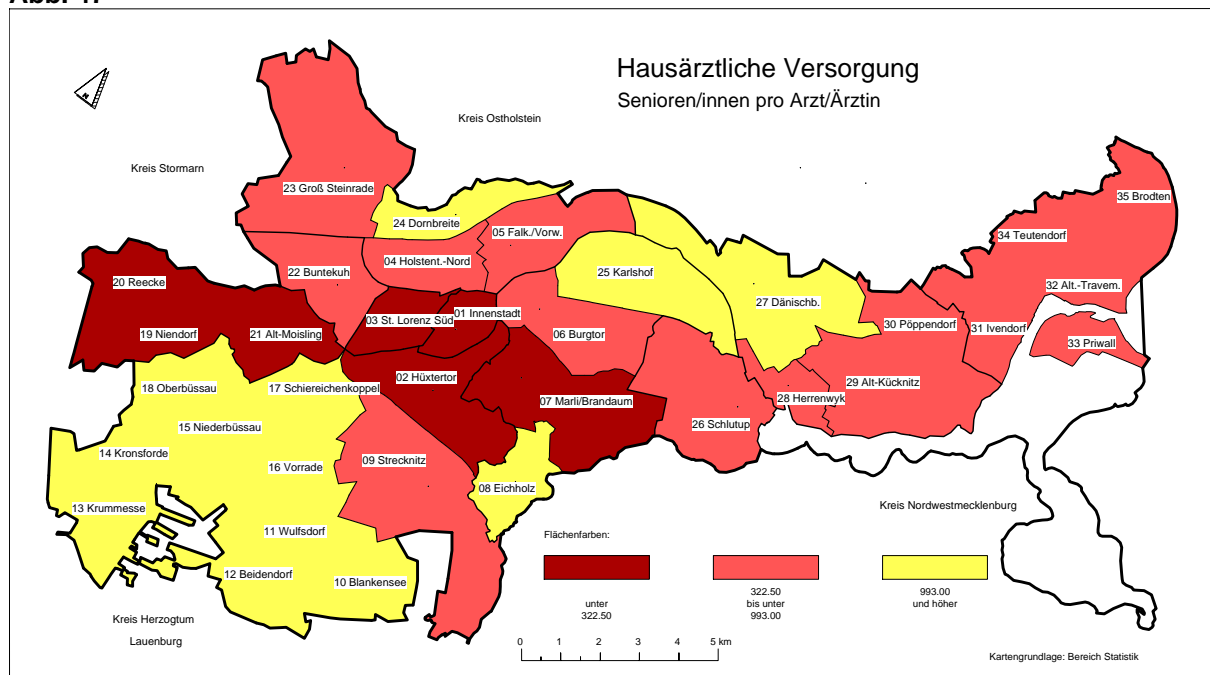 Hausärztliche Versorgung
Senioren/innen pro Arzt/Ärztin
N
Kreis Ostholstein
Kreis Stormarn
23 Groß Steinrade
35 Brodten
24 Dornbreite
05 Falk./Vorw.
34 Teutendorf
04 Holstent.-Nord
22 Buntekuh
25 Karlshof
20 Reecke
32 Alt.-Travem.
27 Dänischb.
01 Innenstadt
03 St. Lorenz Süd
30 Pöppendorf
31 Ivendorf
19 Niendorf
21 Alt-Moisling
06 Burgtor
33 Priwall
02 Hüxtertor
29 Alt-Kücknitz
18 Oberbüssau
17 Schiereichenkoppel
28 Herrenwyk
07 Marli/Brandaum
15 Niederbüssau
26 Schlutup
14 Kronsforde
09 Strecknitz
16 Vorrade
08 Eichholz
13 Krummesse
Kreis Nordwestmecklenburg
11 Wulfsdorf
12 Beidendorf
10 Blankensee
Kreis Herzogtum
Lauenburg
Flächenfarben:
unter
322.50
322.50
bis unter
993.00
993.00
und höher
0 1 2 3 4 5 km
Kartengrundlage: Bereich Statistik